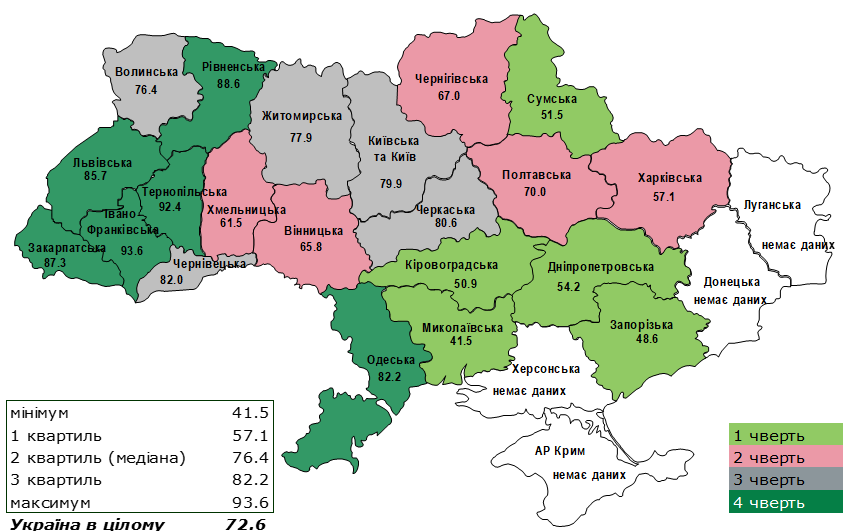 Волинська
76.4
Рівненська
88.6
Житомирська
77.9
Київська
та Київ
79.9
Чернігівська
67.0
Сумська
51.5
Львівська
85.7
Тернопільська
92.4
Хмельницька
61.5
Вінницька
65.8
Черкаська
80.6
Полтавська
70.0
Харківська
57.1
Луганська
немає даних
Івано
Франківська
93.6
Закарпатська
87.3
Чернівецька
82.0
Кіровоградська
50.9
Дніпропетровська
54.2
Донецька
немає даних
Одеська
82.2
Миколаївська
41.5
Запорізька
48.6
Херсонська
немає даних
АР Крим
немає даних
мінімум 41.5
1 квартиль 57.1
2 квартиль (медіана) 76.4
3 квартиль 82.2
максимум 93.6
Україна в цілому 72.6
1 чверть
2 чверть
3 чверть
4 чверть